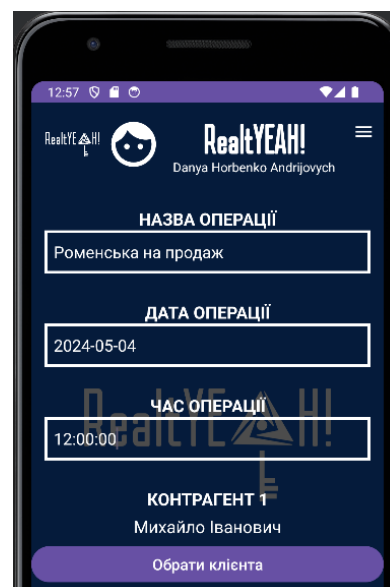 12:57
RealtYEAH!
RealtYEAH!
Danya Horbenko Andrijovych
НАЗВА ОПЕРАЦІЇ
Роменська на продаж
ДАТА ОПЕРАЦІЇ
2024-05-04
ЧАС ОПЕРАЦІЇ
RealtYEAH!
12:00:00
КОНТРАГЕНТ 1
Михайло Іванович
Обрати клієнта